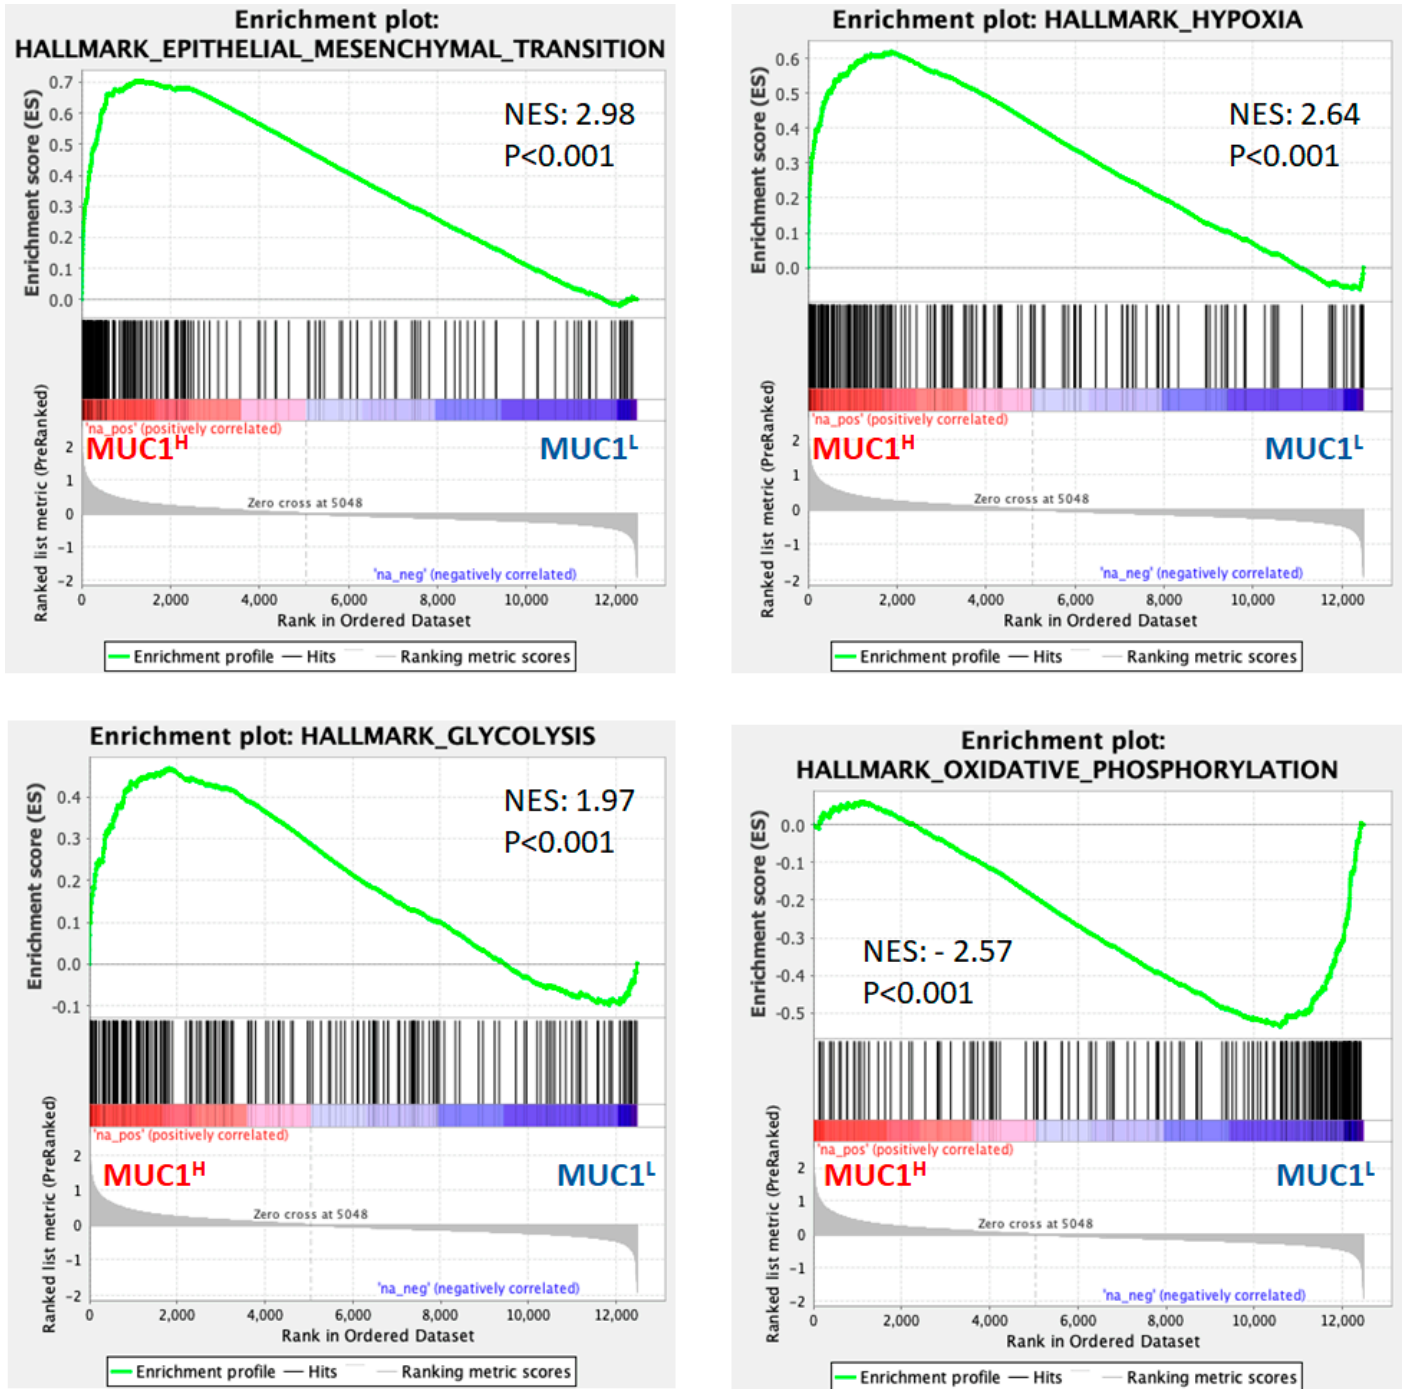 Enrichment plot:
HALLMARK_EPITHELIAL_MESENCHYMAL_TRANSITION
Enrichment score (ES)
0.7
0.6
0.5
0.4
0.3
0.2
0.1
0.0
NES: 2.98
P<0.001
'na_pos' (positively correlated)
MUC1ᴴ
MUC1ᴸ
Ranked list metric (PreRanked)
2
1
0
-1
-2
Zero cross at 5048
'na_neg' (negatively correlated)
0 2,000 4,000 6,000 8,000 10,000 12,000
Rank in Ordered Dataset
Enrichment profile Hits Ranking metric scores
Enrichment plot: HALLMARK_HYPOXIA
Enrichment score (ES)
0.6
0.5
0.4
0.3
0.2
0.1
0.0
NES: 2.64
P<0.001
'na_pos' (positively correlated)
MUC1ᴴ
MUC1ᴸ
Ranked list metric (PreRanked)
2
1
0
-1
-2
Zero cross at 5048
'na_neg' (negatively correlated)
0 2,000 4,000 6,000 8,000 10,000 12,000
Rank in Ordered Dataset
Enrichment profile Hits Ranking metric scores
Enrichment plot: HALLMARK_GLYCOLYSIS
Enrichment score (ES)
0.4
0.3
0.2
0.1
0.0
-0.1
NES: 1.97
P<0.001
'na_pos' (positively correlated)
MUC1ᴴ
MUC1ᴸ
Ranked list metric (PreRanked)
2
1
0
-1
-2
Zero cross at 5048
'na_neg' (negatively correlated)
0 2,000 4,000 6,000 8,000 10,000 12,000
Rank in Ordered Dataset
Enrichment profile Hits Ranking metric scores
Enrichment plot:
HALLMARK_OXIDATIVE_PHOSPHORYLATION
Enrichment score (ES)
0.0
-0.1
-0.2
-0.3
-0.4
-0.5
NES: - 2.57
P<0.001
'na_pos' (positively correlated)
MUC1ᴴ
MUC1ᴸ
Ranked list metric (PreRanked)
2
1
0
-1
-2
Zero cross at 5048
'na_neg' (negatively correlated)
0 2,000 4,000 6,000 8,000 10,000 12,000
Rank in Ordered Dataset
Enrichment profile Hits Ranking metric scores